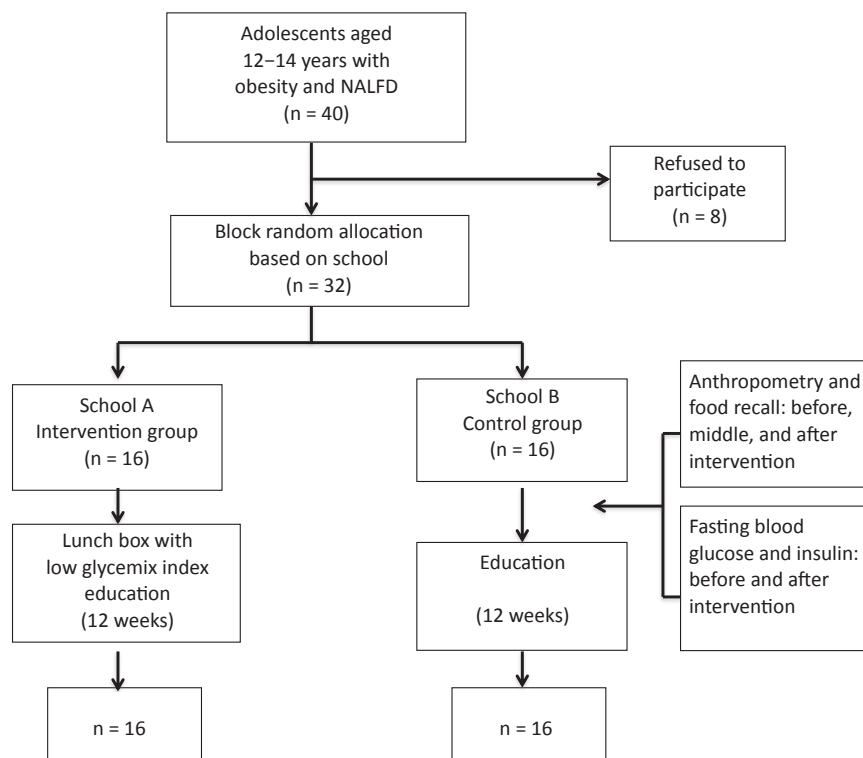 Adolescents aged
12–14 years with
obesity and NALFD
(n = 40)
Refused to
participate
(n = 8)
Block random allocation
based on school
(n = 32)
School A
Intervention group
(n = 16)
School B
Control group
(n = 16)
Anthropometry and
food recall: before,
middle, and after
intervention
Lunch box with
low glycemix index
education
(12 weeks)
Education
(12 weeks)
Fasting blood
glucose and insulin:
before and after
intervention
n = 16
n = 16